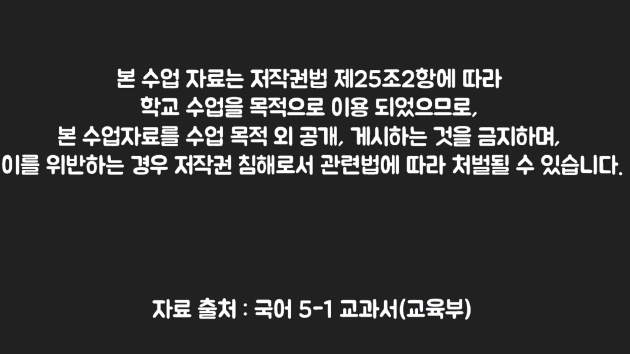 본 수업 자료는 저작권법 제25조2항에 따라
학교 수업을 목적으로 이용 되었으므로,
본 수업자료를 수업 목적 외 공개, 게시하는 것을 금지하며,
이를 위반하는 경우 저작권 침해로서 관련법에 따라 처벌될 수 있습니다.
자료 출처 : 국어 5-1 교과서(교육부)